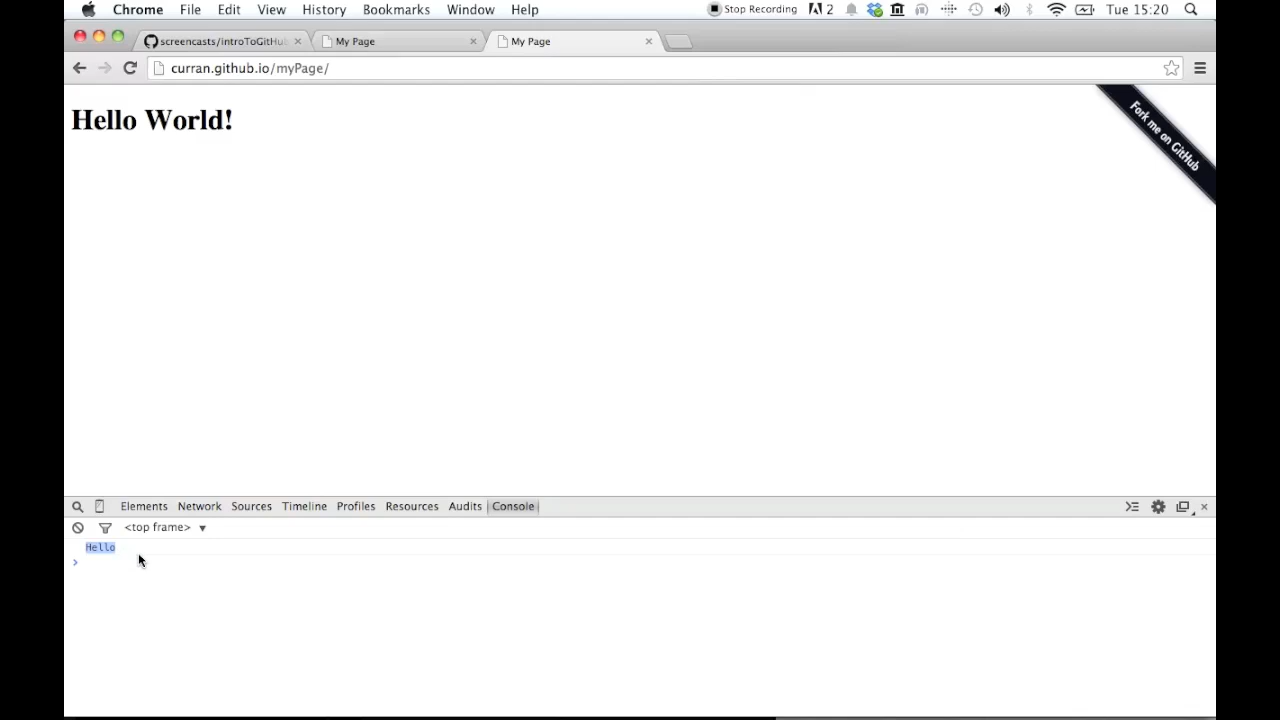 Chrome File Edit View History Bookmarks Window Help Stop Recording 2 Tue 15:20
screencasts/introToGitHub My Page My Page
curran.github.io/myPage/
Hello World!
Fork me on GitHub
Elements Network Sources Timeline Profiles Resources Audits Console
<top frame>
Hello